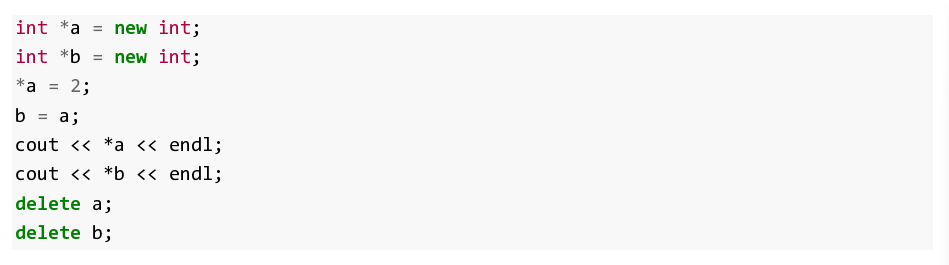 int *a = new int;
int *b = new int;
*a = 2;
b = a;
cout << *a << endl;
cout << *b << endl;
delete a;
delete b;